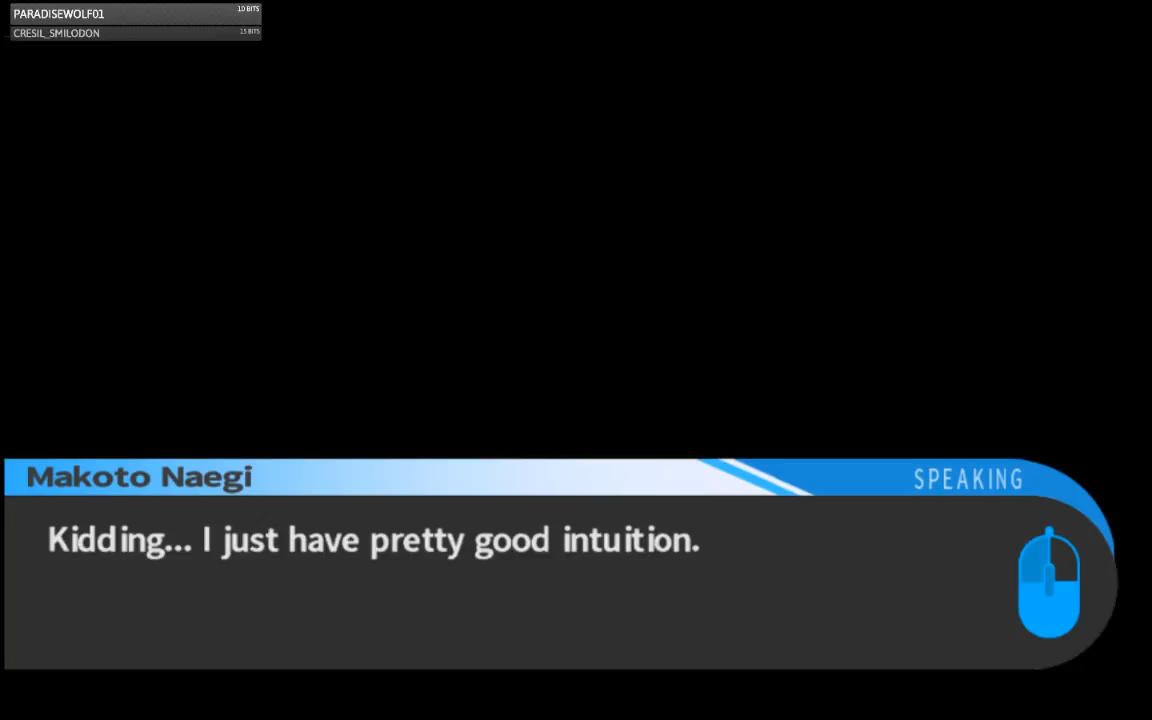 PARADISEWOLF01 10 BITS
CRESIL_SMILODON 15 BITS
Makoto Naegi SPEAKING
Kidding... I just have pretty good intuition.